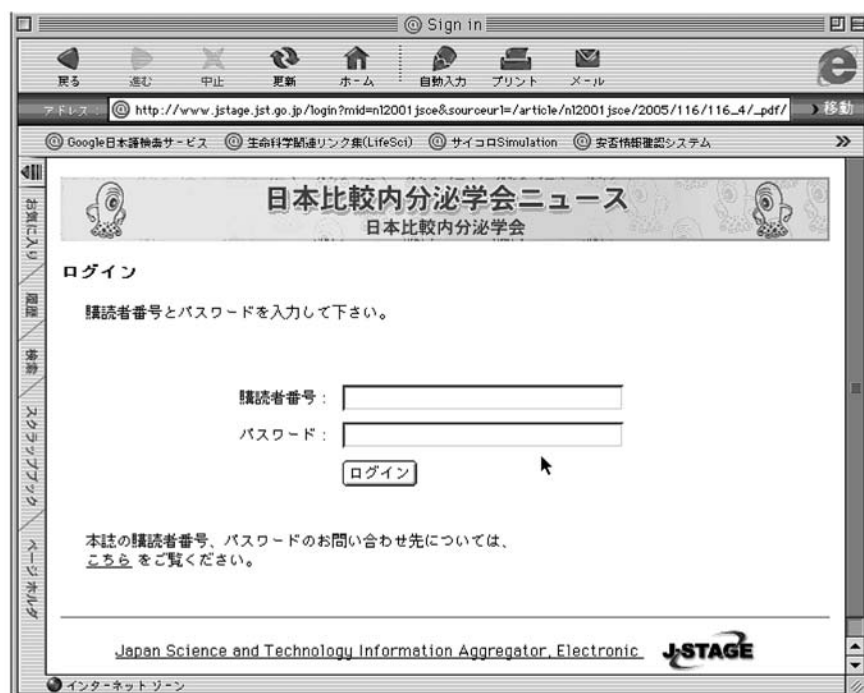 @ Sign in
戻る 進む 中止 更新 ホーム 自動入力 プリント メール
アドレス: @ http://www.jstage.jst.go.jp/login?mid=n12001jsce&sourceurl=/article/n12001jsce/2005/116/116_4/_pdf/ 移動
@ Google日本語検索サービス @ 生命科学関連リンク集(LifeSci) @ サイコロSimulation @ 安否情報確認システム »
お気に入り
履歴
検索
スクラップブック
ページ ホルダ
日本比較内分泌学会ニュース
日本比較内分泌学会
ログイン
購読者番号とパスワードを入力して下さい。
購読者番号:
パスワード:
ログイン
本誌の購読者番号、パスワードのお問い合わせ先については、
こちら をご覧ください。
Japan Science and Technology Information Aggregator, Electronic J-STAGE
インターネット ゾーン